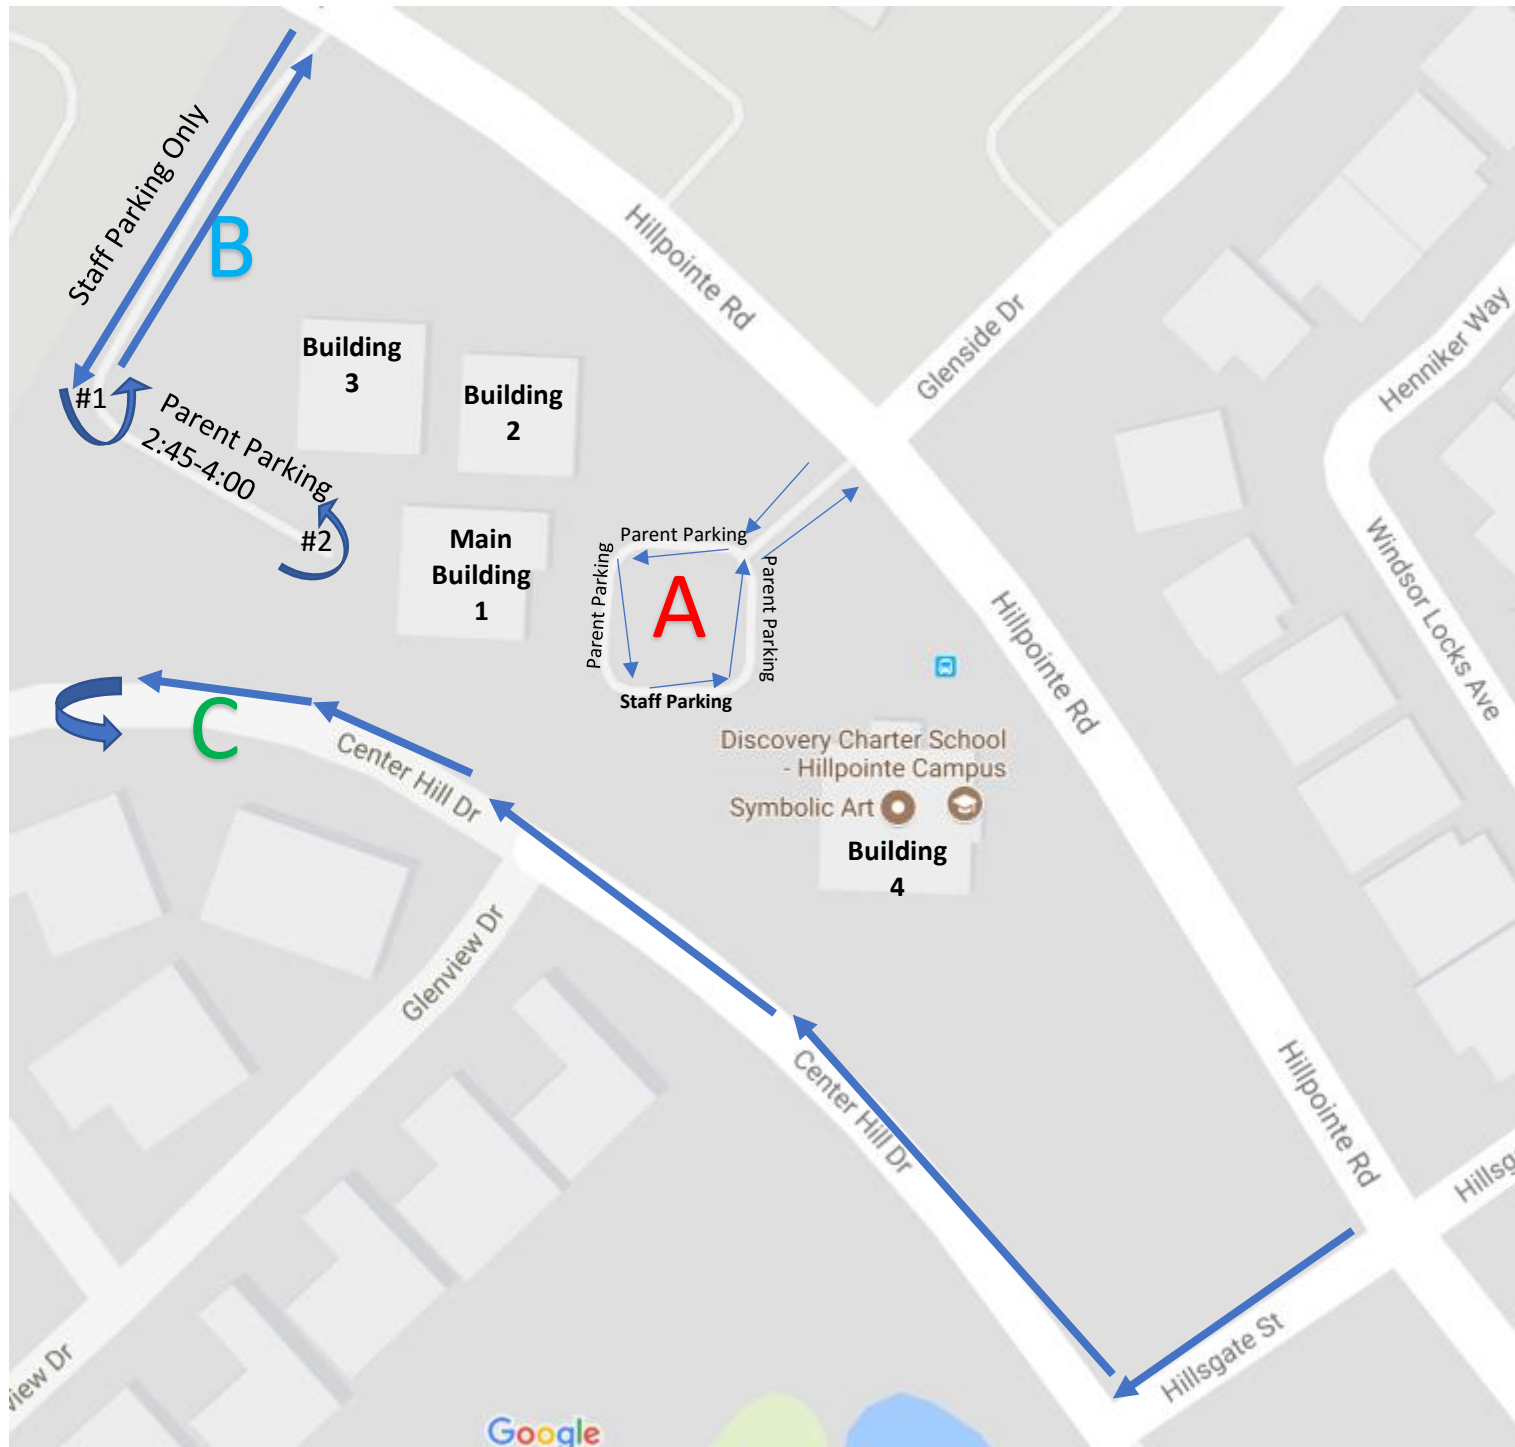 Staff Parking Only
B
Hillpointe Rd
Glenside Dr
Henniker Way
Building
3
Building
2
#1
Parent Parking
2:45-4:00
#2
Main
Building
1
Parent Parking
Parent Parking
A
Parent Parking
Staff Parking
Windsor Locks Ave
Hillpointe Rd
C
Center Hill Dr
Discovery Charter School
- Hillpointe Campus
Symbolic Art
Building
4
Glenview Dr
Center Hill Dr
Hillpointe Rd
Hillsg
Hillsgate St
view Dr
Google